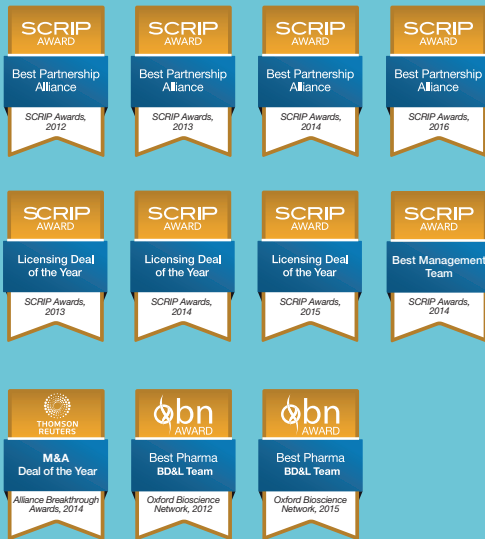 SCRIP
AWARD
Best Partnership
Alliance
SCRIP Awards,
2012
SCRIP
AWARD
Best Partnership
Alliance
SCRIP Awards,
2013
SCRIP
AWARD
Best Partnership
Alliance
SCRIP Awards,
2014
SCRIP
AWARD
Best Partnership
Alliance
SCRIP Awards,
2016
SCRIP
AWARD
Licensing Deal
of the Year
SCRIP Awards,
2013
SCRIP
AWARD
Licensing Deal
of the Year
SCRIP Awards,
2014
SCRIP
AWARD
Licensing Deal
of the Year
SCRIP Awards,
2015
SCRIP
AWARD
Best Management
Team
SCRIP Awards,
2014
THOMSON
REUTERS
M&A
Deal of the Year
Alliance Breakthrough
Awards, 2014
obn
AWARD
Best Pharma
BD&L Team
Oxford Bioscience
Network, 2012
obn
AWARD
Best Pharma
BD&L Team
Oxford Bioscience
Network, 2015